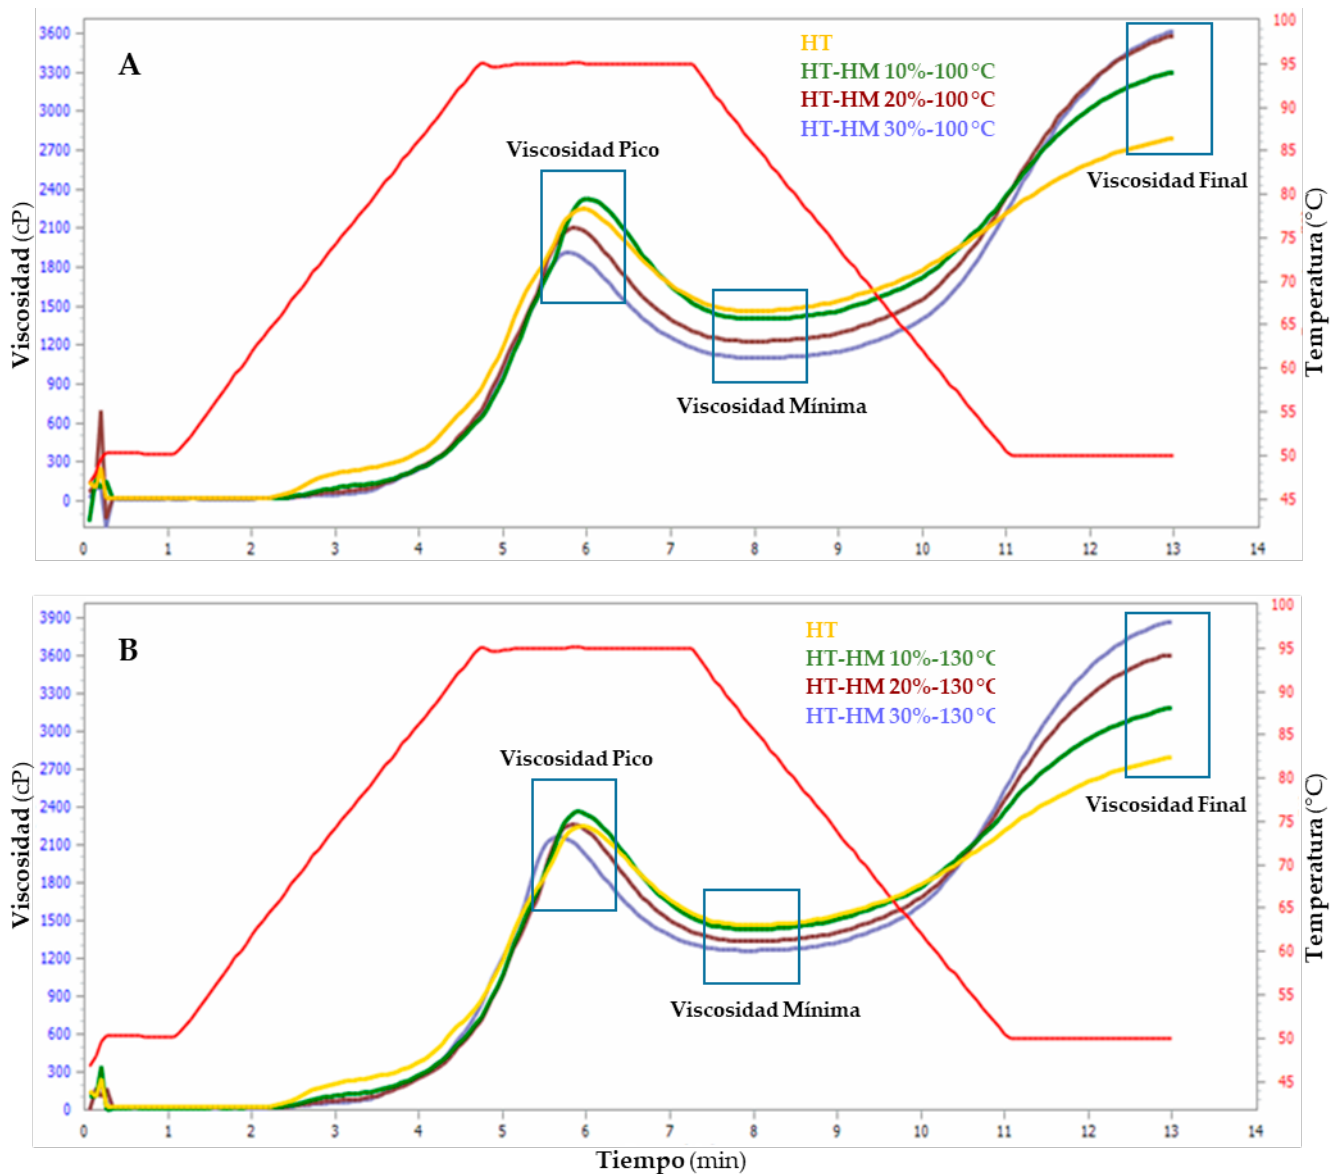 A
HT
HT-HM 10%-100°C
HT-HM 20%-100°C
HT-HM 30%-100°C
Viscosidad Pico
Viscosidad Mínima
Viscosidad Final
Viscosidad (cP)
3600
3300
3000
2700
2400
2100
1800
1500
1200
900
600
300
0
Temperatura (°C)
100
95
90
85
80
75
70
65
60
55
50
45
0 1 2 3 4 5 6 7 8 9 10 11 12 13 14
B
HT
HT-HM 10%-130°C
HT-HM 20%-130°C
HT-HM 30%-130°C
Viscosidad Pico
Viscosidad Mínima
Viscosidad Final
Viscosidad (cP)
3900
3600
3300
3000
2700
2400
2100
1800
1500
1200
900
600
300
0
Temperatura (°C)
100
95
90
85
80
75
70
65
60
55
50
45
0 1 2 3 4 5 6 7 8 9 10 11 12 13 14
Tiempo (min)